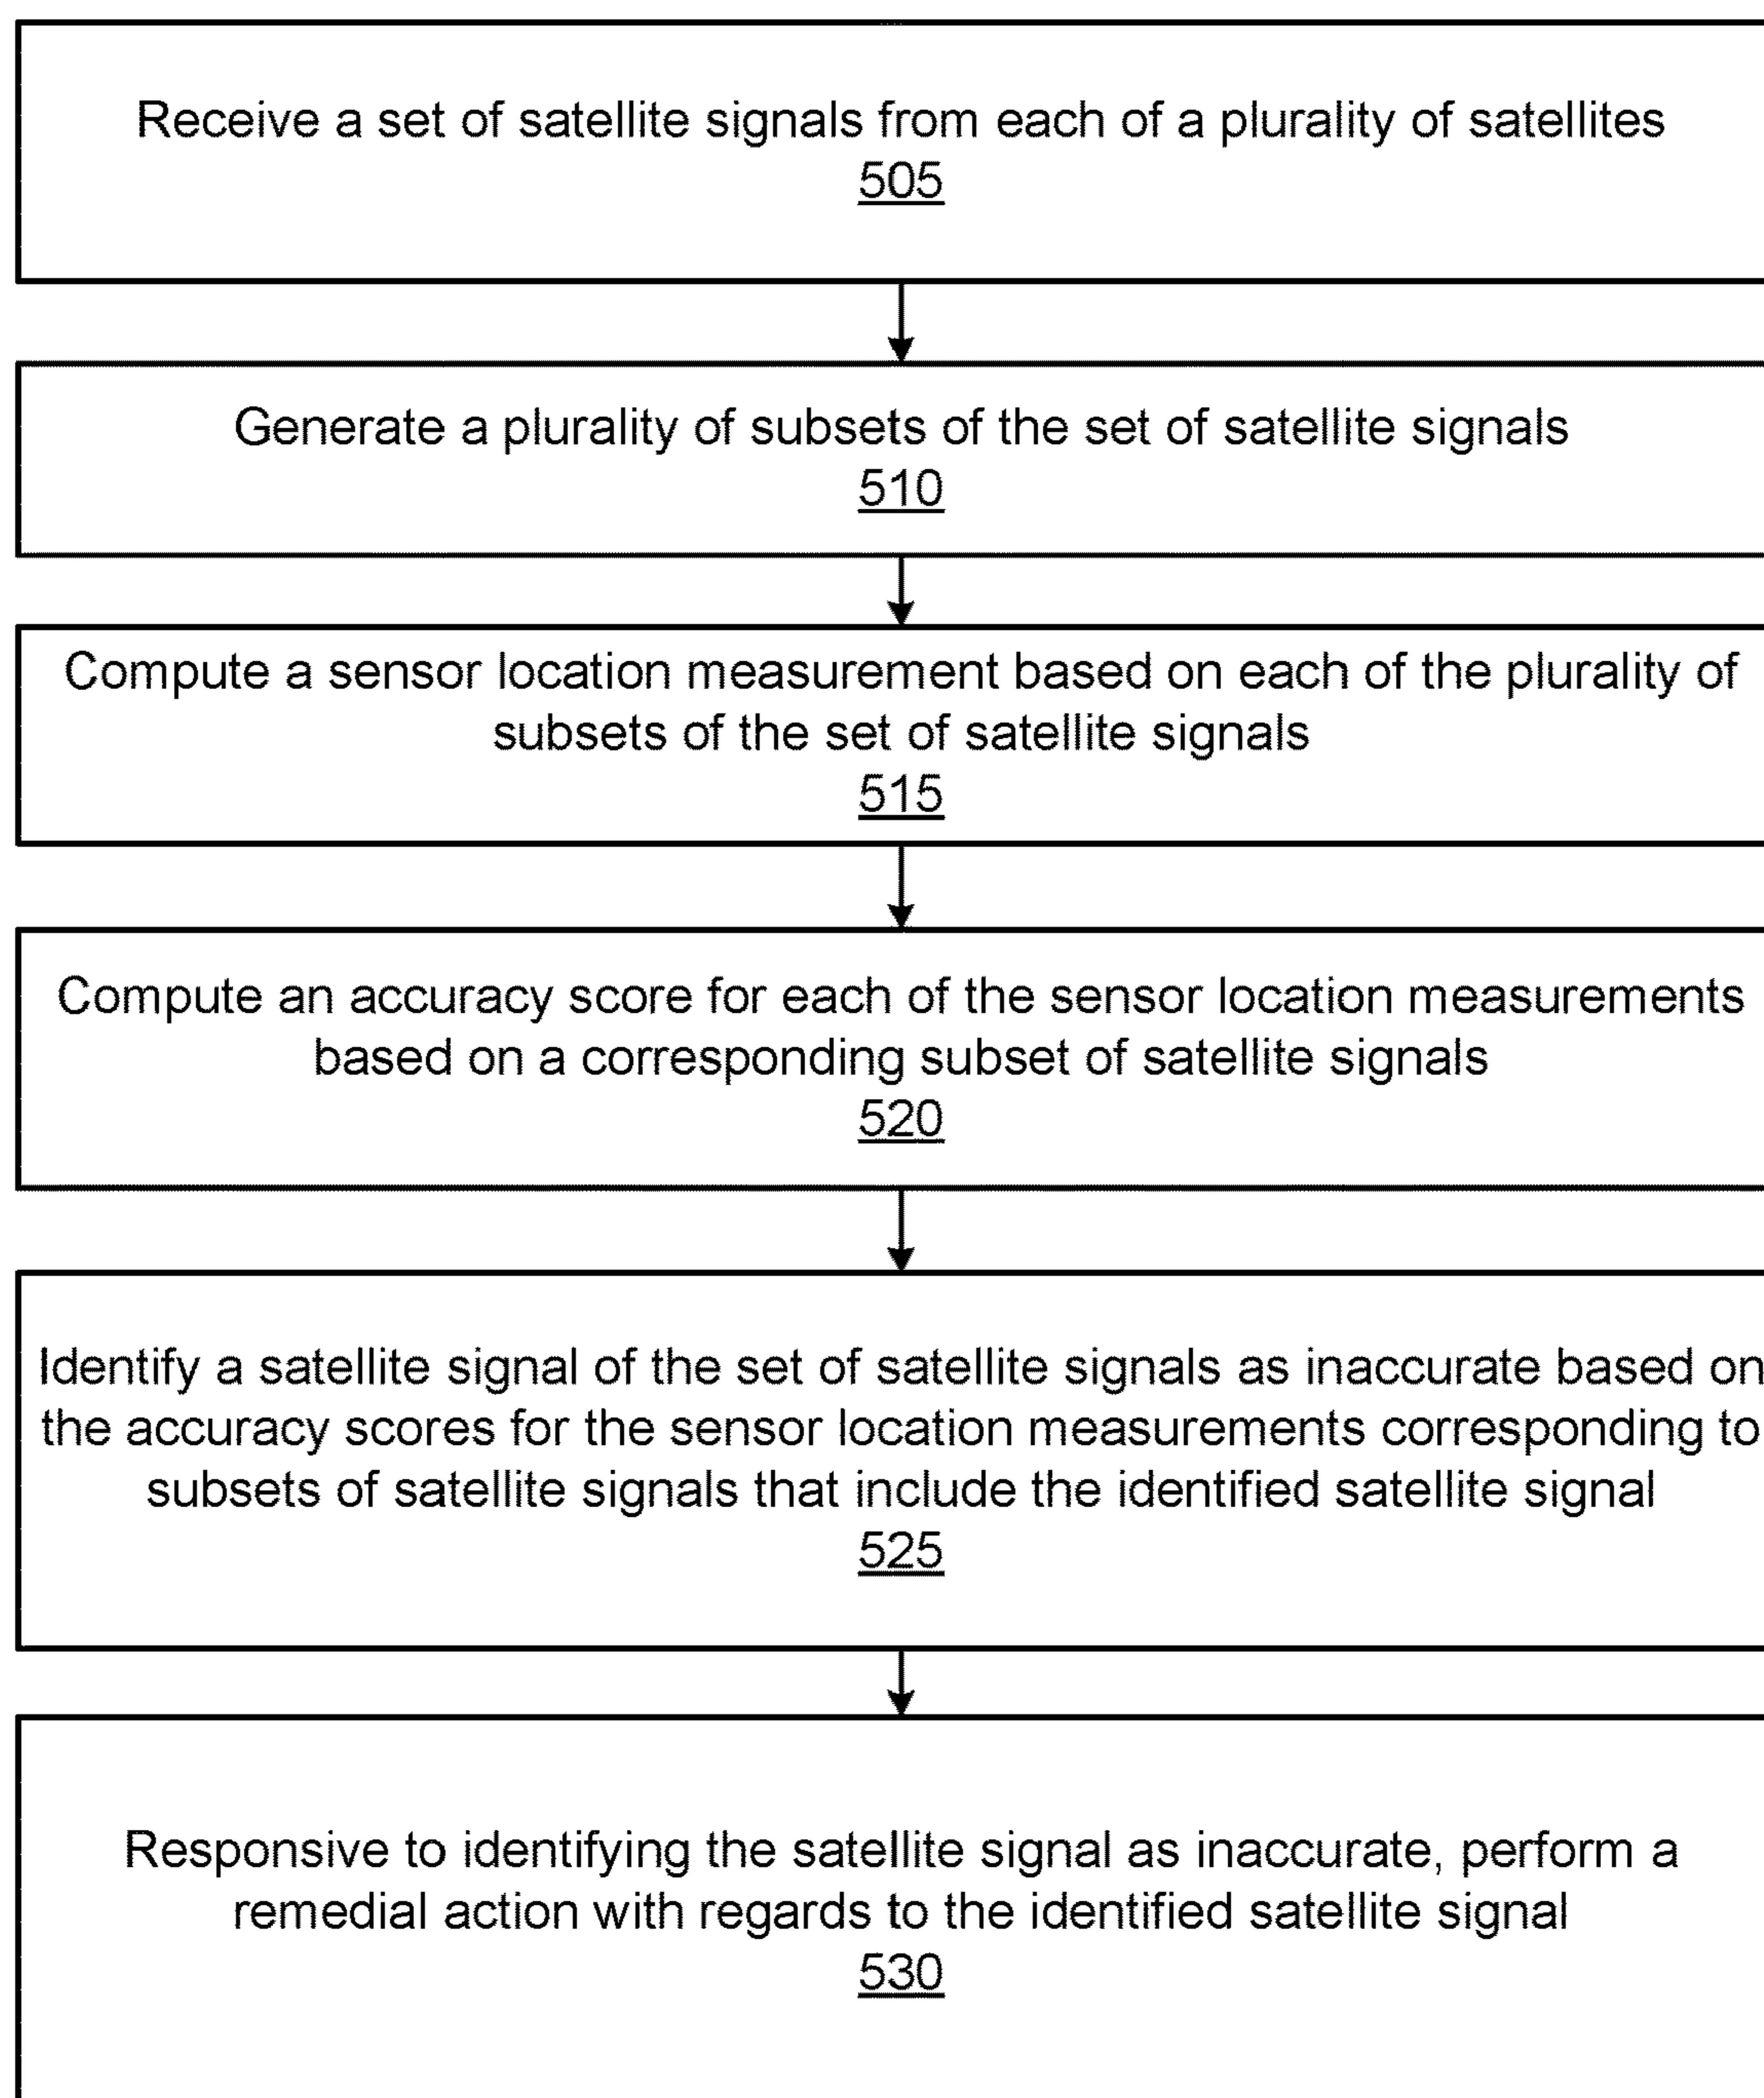 Receive a set of satellite signals from each of a plurality of satellites
505
Generate a plurality of subsets of the set of satellite signals
510
Compute a sensor location measurement based on each of the plurality of
subsets of the set of satellite signals
515
Compute an accuracy score for each of the sensor location measurements
based on a corresponding subset of satellite signals
520
Identify a satellite signal of the set of satellite signals as inaccurate based on
the accuracy scores for the sensor location measurements corresponding to
subsets of satellite signals that include the identified satellite signal
525
Responsive to identifying the satellite signal as inaccurate, perform a
remedial action with regards to the identified satellite signal
530